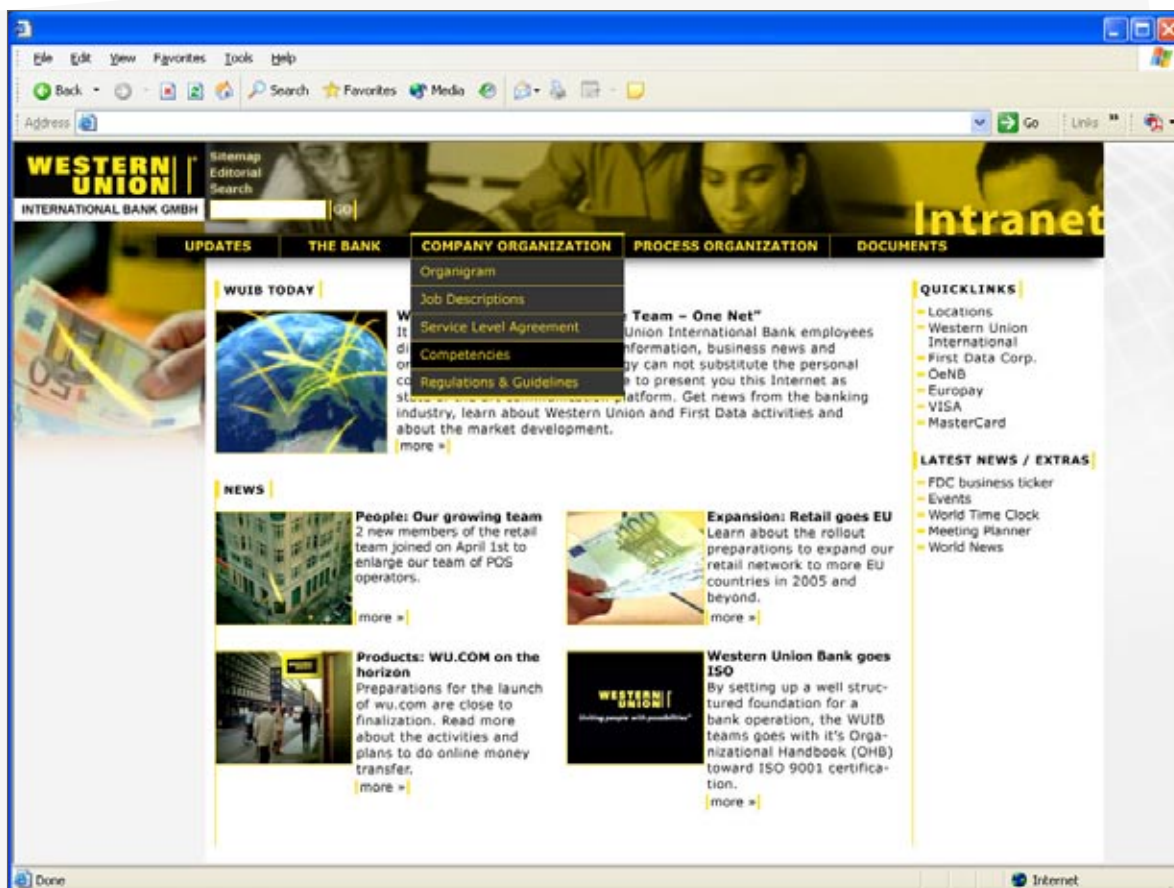 File Edit View Favorites Tools Help
Back Search Favorites Media
Address Go Links »
WESTERN
UNION
INTERNATIONAL BANK GMBH
Sitemap
Editorial
Search
GO
Intranet
UPDATES THE BANK COMPANY ORGANIZATION PROCESS ORGANIZATION DOCUMENTS
Organigram
Job Descriptions
Service Level Agreement
Competencies
Regulations & Guidelines
WUIB TODAY
W Team – One Net"
It Union International Bank employees
di nformation, business news and
or gy can not substitute the personal
co e to present you this Internet as
platform. Get news from the banking
industry, learn about Western Union and First Data activities and
about the market development.
more »
NEWS
People: Our growing team
2 new members of the retail
team joined on April 1st to
enlarge our team of POS
operators.
more »
Expansion: Retail goes EU
Learn about the rollout
preparations to expand our
retail network to more EU
countries in 2005 and
beyond.
more »
Products: WU.COM on the
horizon
Preparations for the launch
of wu.com are close to
finalization. Read more
about the activities and
plans to do online money
transfer.
more »
WESTERN
UNION
Uniting people with possibilities
Western Union Bank goes
ISO
By setting up a well struc-
tured foundation for a
bank operation, the WUIB
teams goes with it's Orga-
nizational Handbook (OHB)
toward ISO 9001 certifica-
tion.
more »
QUICKLINKS
Locations
Western Union
International
First Data Corp.
OeNB
Europay
VISA
MasterCard
LATEST NEWS / EXTRAS
FDC business ticker
Events
World Time Clock
Meeting Planner
World News
Done Internet